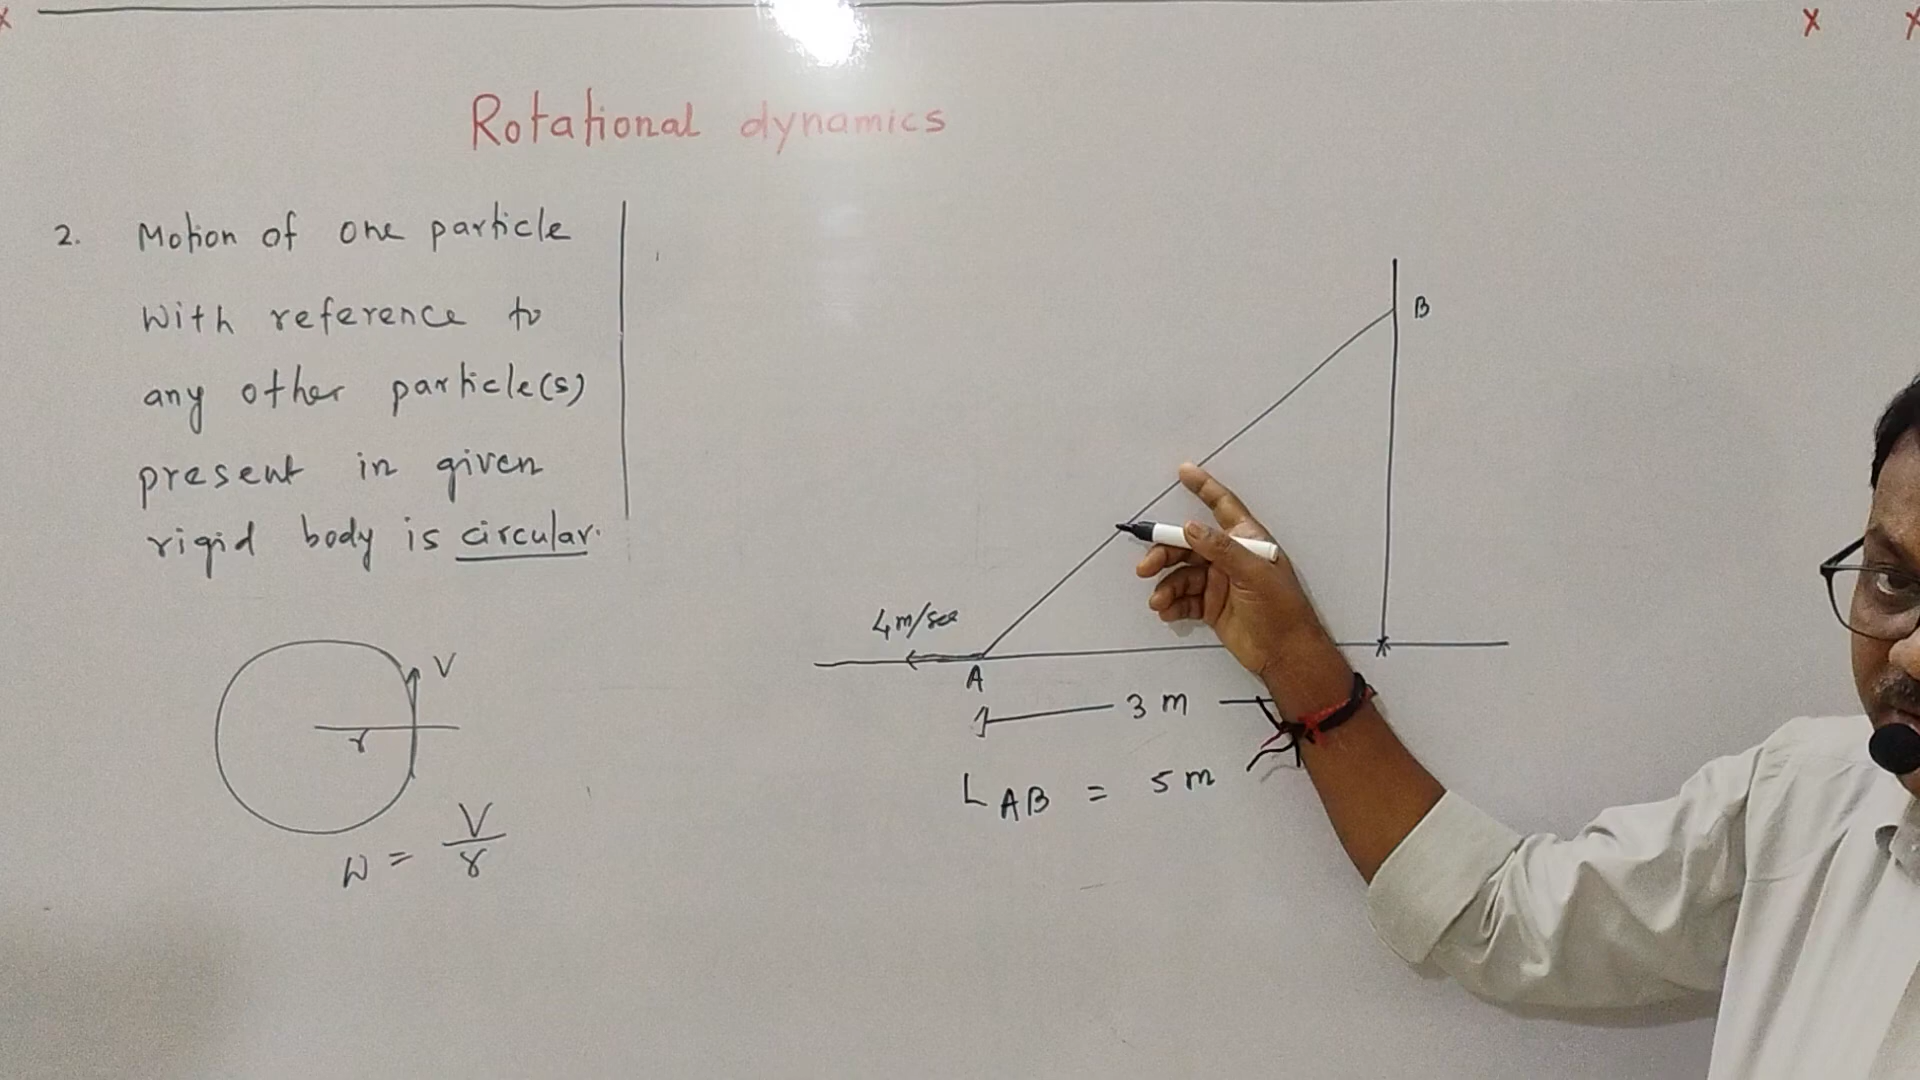 x
x
x
Rotational dynamics
2. Motion of one particle
with reference to
any other particle(s)
present in given
rigid body is circular.
V
r
W = V/r
B
4m/sec
A
3 m
L AB = 5 m